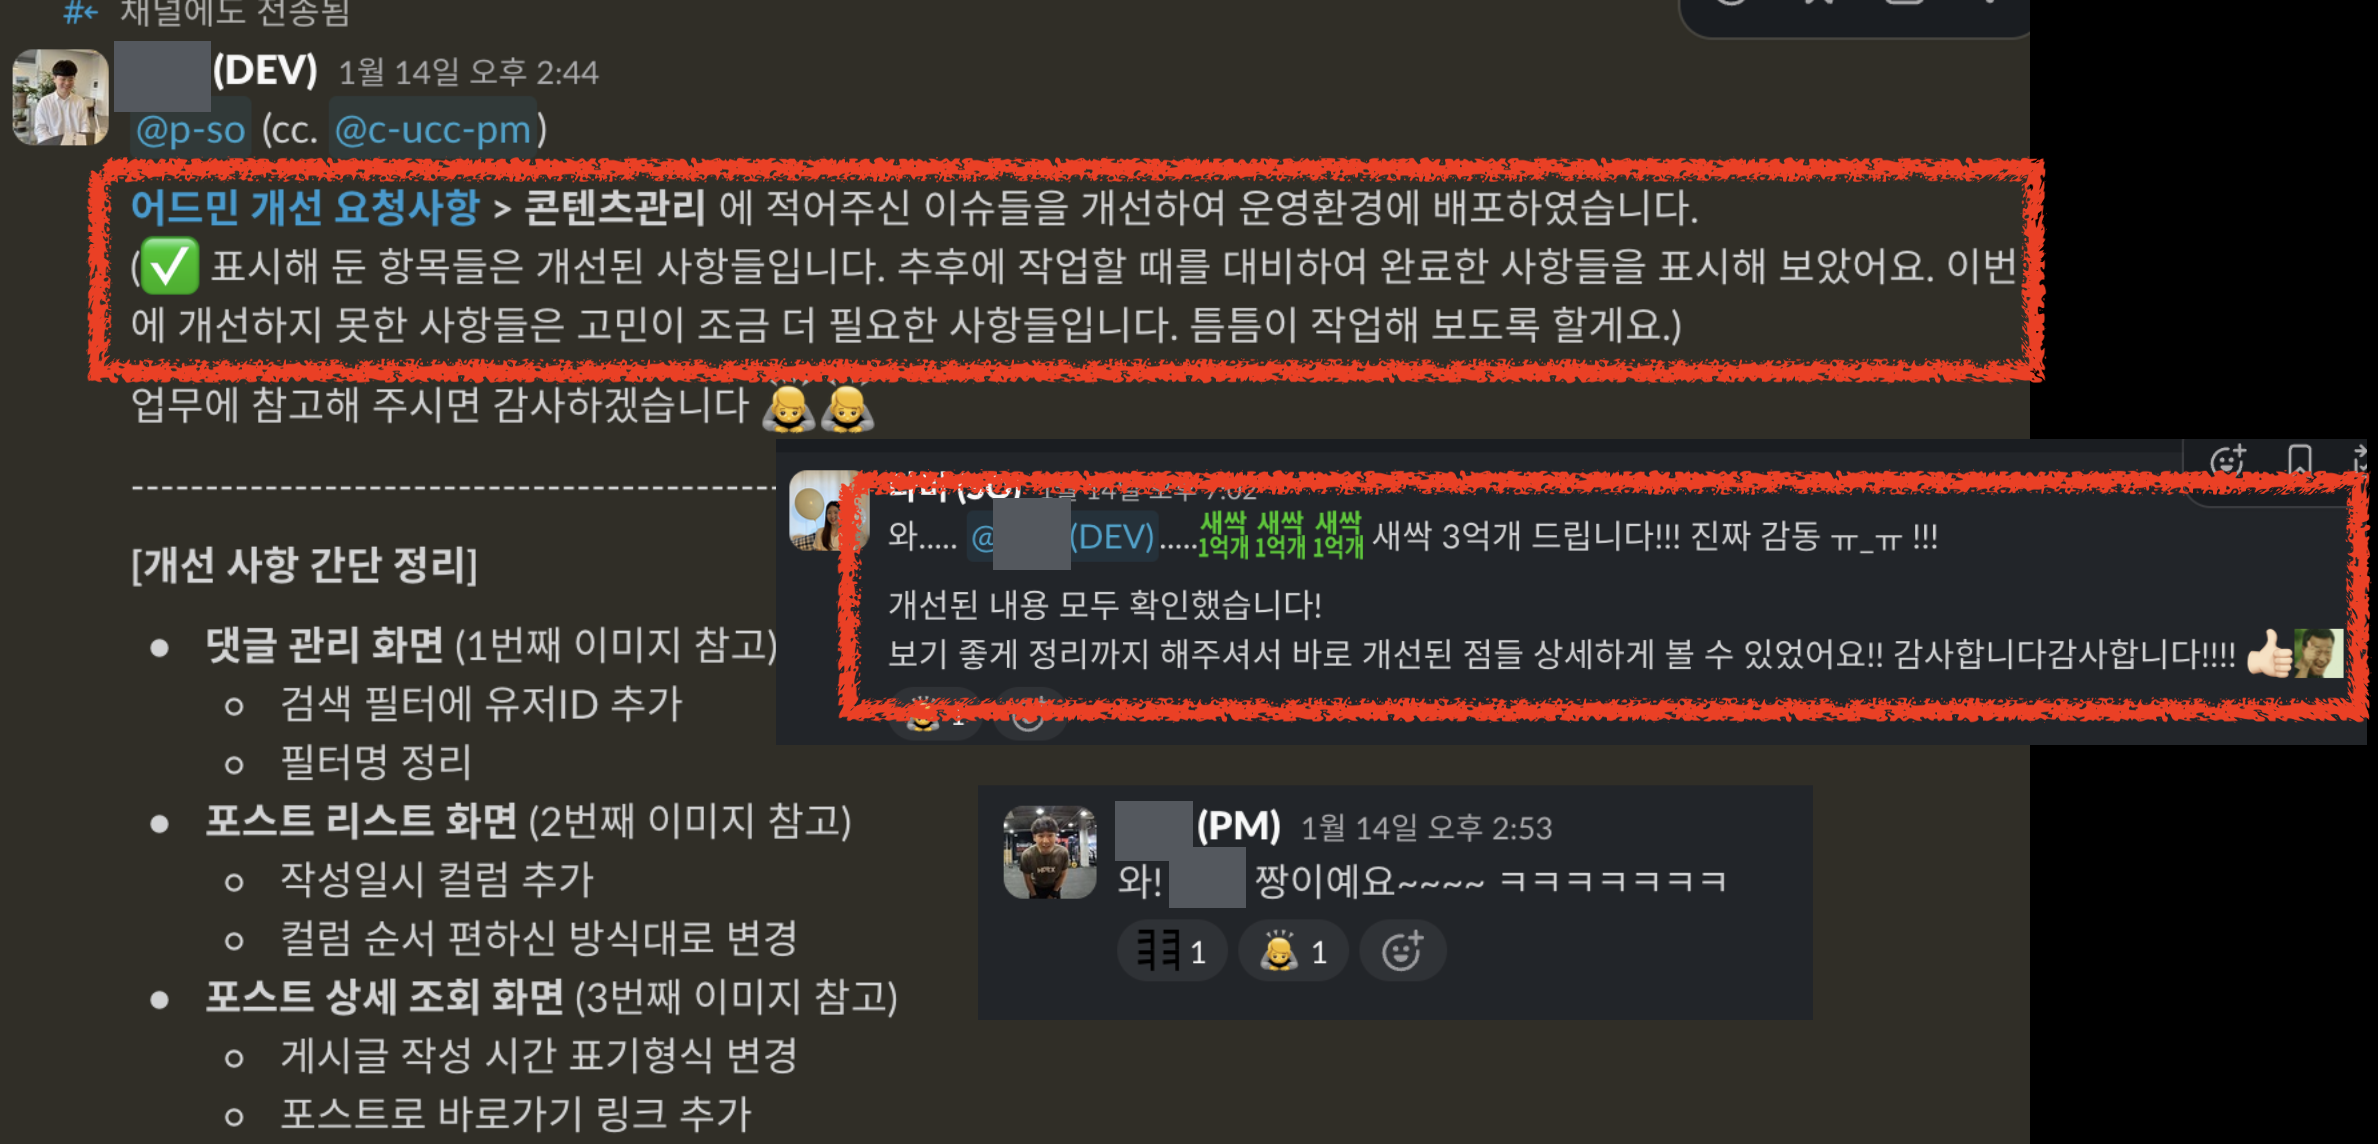 채널에도 전송됨
(DEV) 1월 14일 오후 2:44
@p-so (cc. @c-ucc-pm)
어드민 개선 요청사항 > 콘텐츠관리 에 적어주신 이슈들을 개선하여 운영환경에 배포하였습니다.
(✅ 표시해 둔 항목들은 개선된 사항들입니다. 추후에 작업할 때를 대비하여 완료한 사항들을 표시해 보았어요. 이번
에 개선하지 못한 사항들은 고민이 조금 더 필요한 사항들입니다. 틈틈이 작업해 보도록 할게요.)
업무에 참고해 주시면 감사하겠습니다 🙇🙇
[개선 사항 간단 정리]
• 댓글 관리 화면 (1번째 이미지 참고)
◦ 검색 필터에 유저ID 추가
◦ 필터명 정리
• 포스트 리스트 화면 (2번째 이미지 참고)
◦ 작성일시 컬럼 추가
◦ 컬럼 순서 편하신 방식대로 변경
• 포스트 상세 조회 화면 (3번째 이미지 참고)
◦ 게시글 작성 시간 표기형식 변경
◦ 포스트로 바로가기 링크 추가
(SO) 1월 14일 오후 7:02
와..... @ (DEV).....새싹 1억개 새싹 1억개 새싹 1억개 새싹 3억개 드립니다!!! 진짜 감동 ㅠ_ㅠ !!!
개선된 내용 모두 확인했습니다!
보기 좋게 정리까지 해주셔서 바로 개선된 점들 상세하게 볼 수 있었어요!! 감사합니다감사합니다!!!! 👍
1
(PM) 1월 14일 오후 2:53
와! 짱이예요~~~~ ㅋㅋㅋㅋㅋㅋㅋ
ㅋㅋ 1 🙇 1